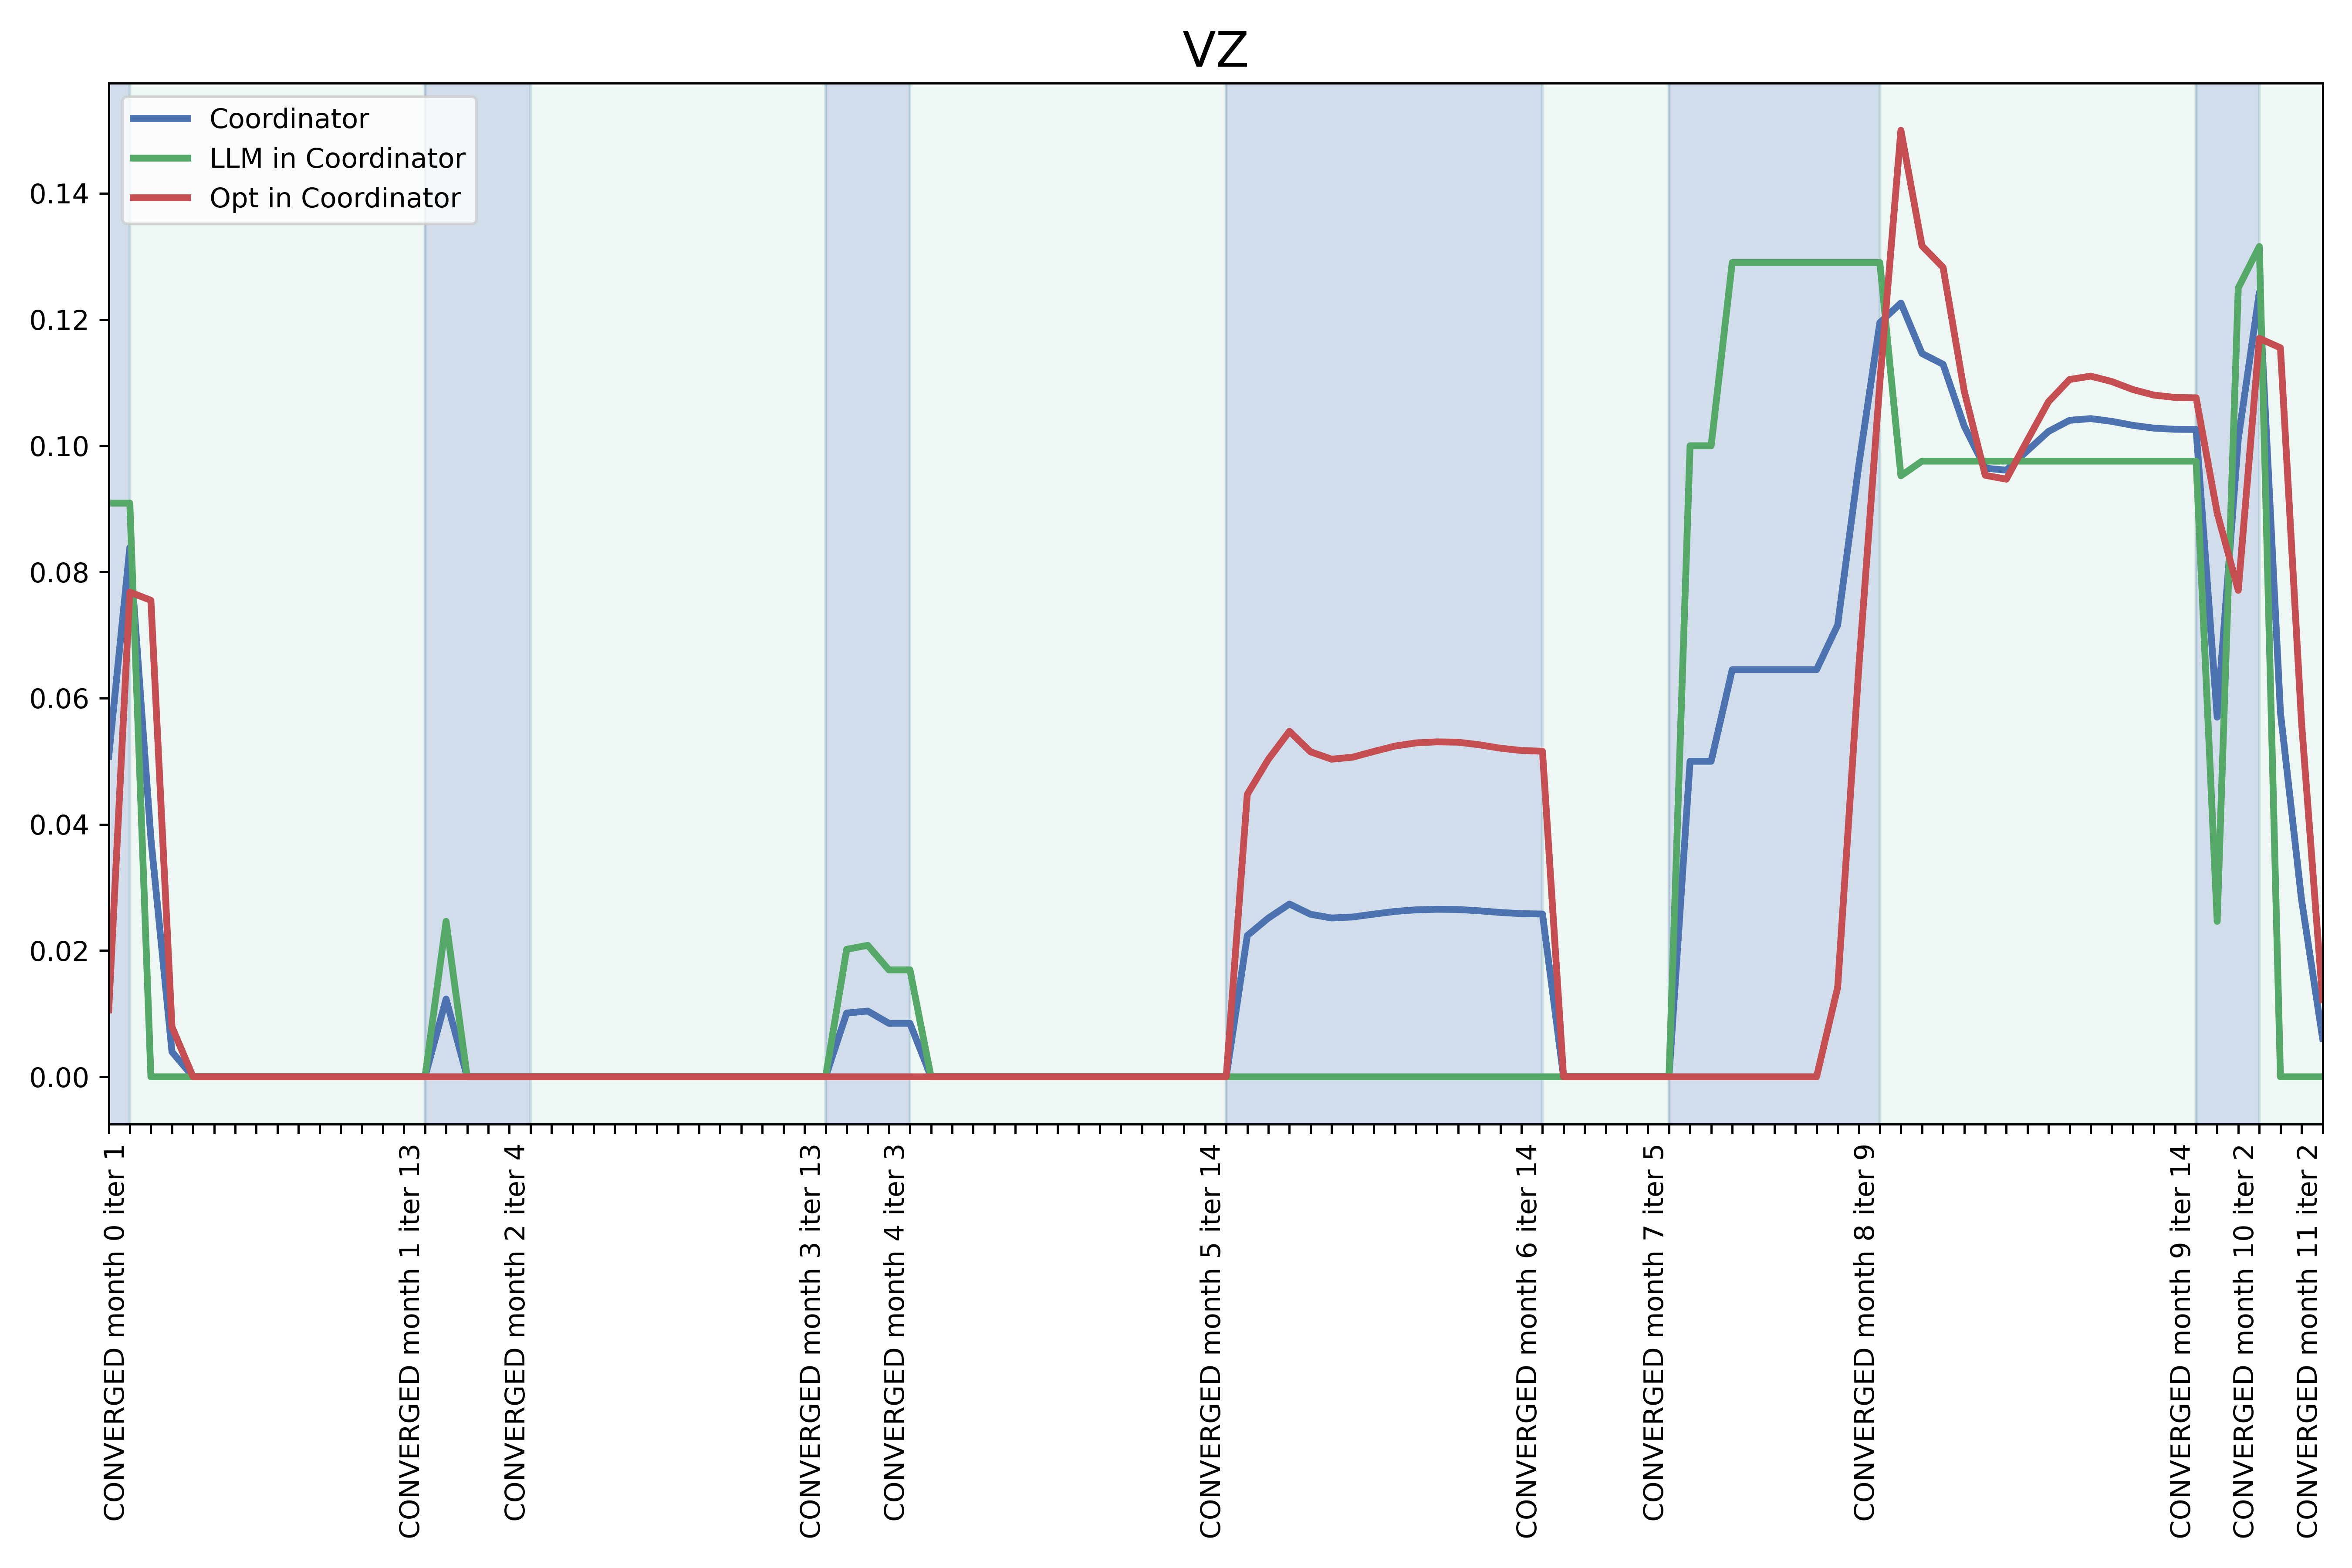 VZ
Coordinator
LLM in Coordinator
Opt in Coordinator
0.14
0.12
0.10
0.08
0.06
0.04
0.02
0.00
CONVERGED month 0 iter 1
CONVERGED month 1 iter 13
CONVERGED month 2 iter 4
CONVERGED month 3 iter 13
CONVERGED month 4 iter 3
CONVERGED month 5 iter 14
CONVERGED month 6 iter 14
CONVERGED month 7 iter 5
CONVERGED month 8 iter 9
CONVERGED month 9 iter 14
CONVERGED month 10 iter 2
CONVERGED month 11 iter 2